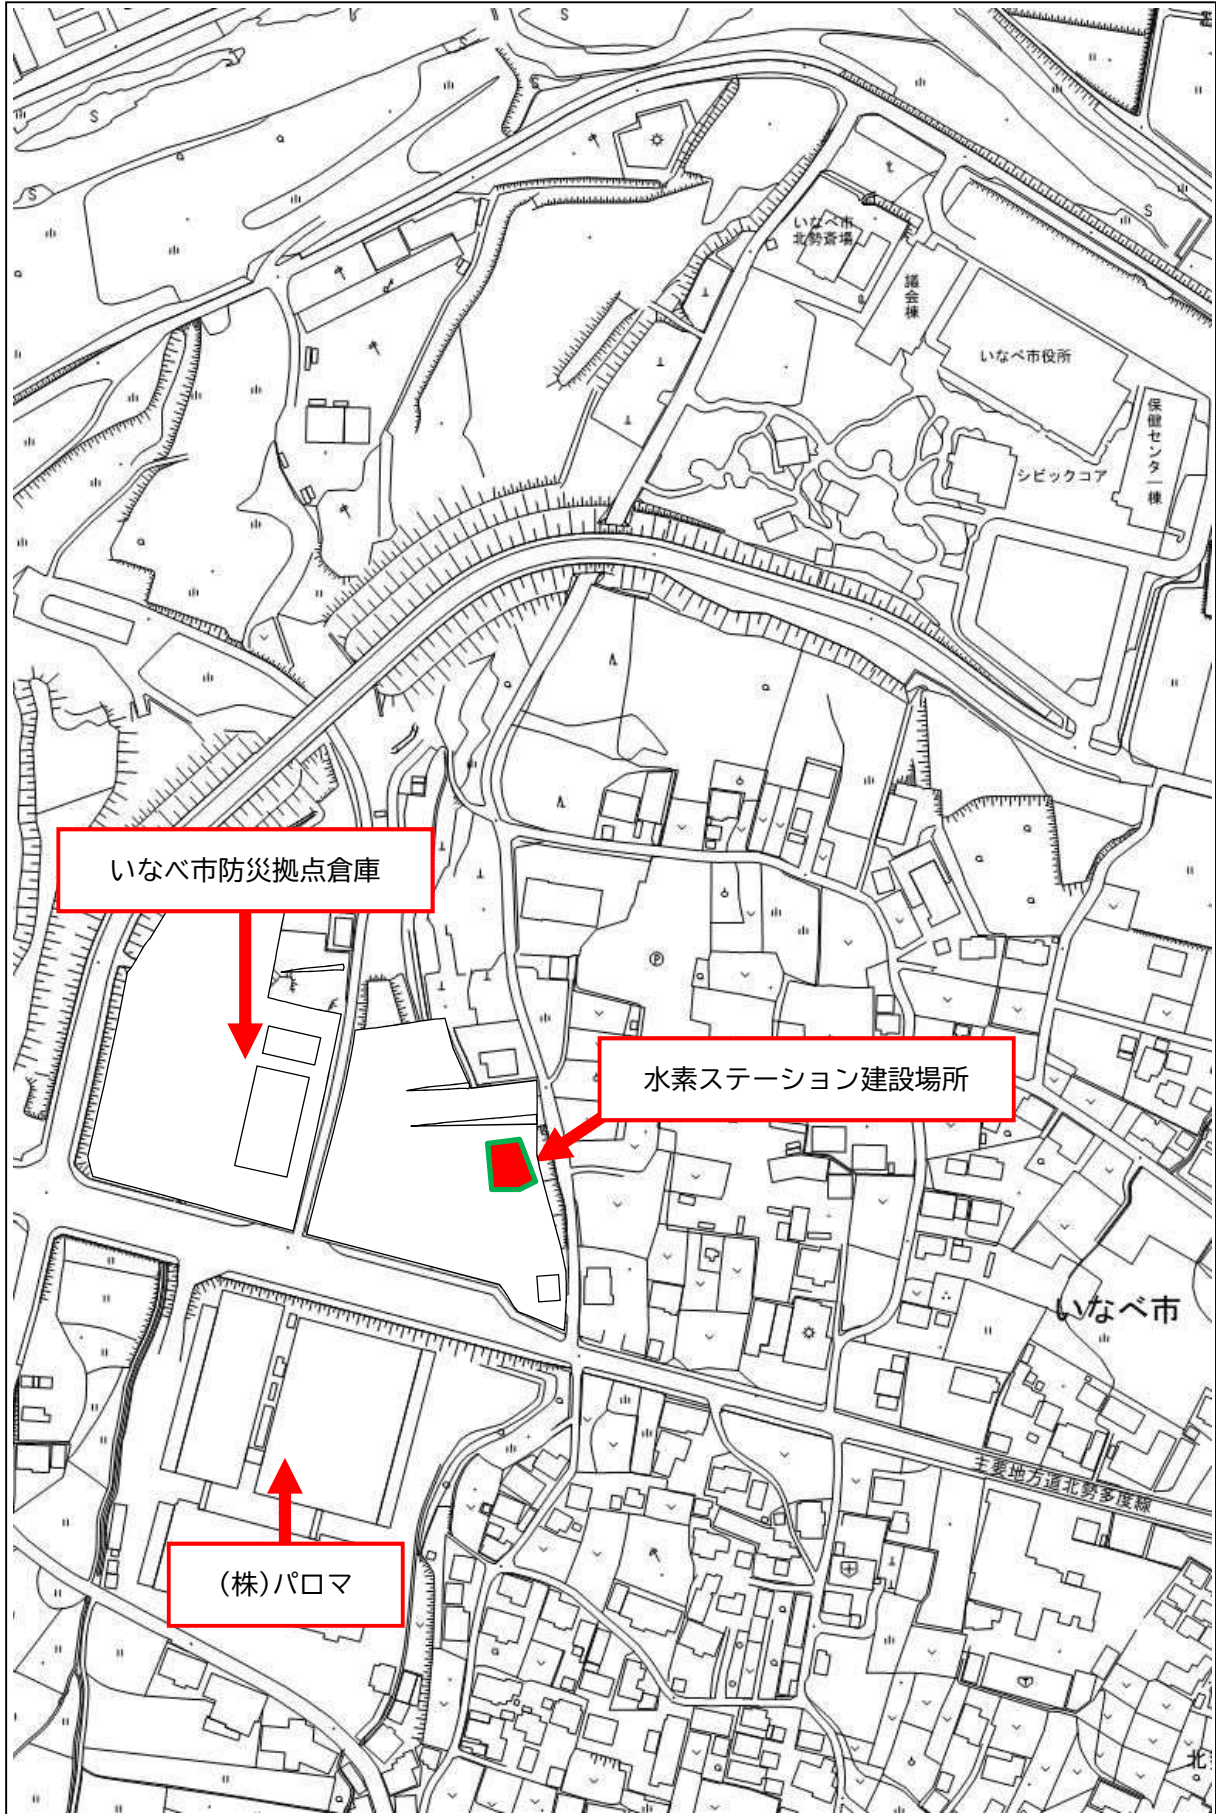 いなべ市
北勢斎場
議会棟
いなべ市役所
保健センター棟
シビックコア
いなべ市防災拠点倉庫
水素ステーション建設場所
いなべ市
主要地方道北勢多度線
(株)パロマ
北